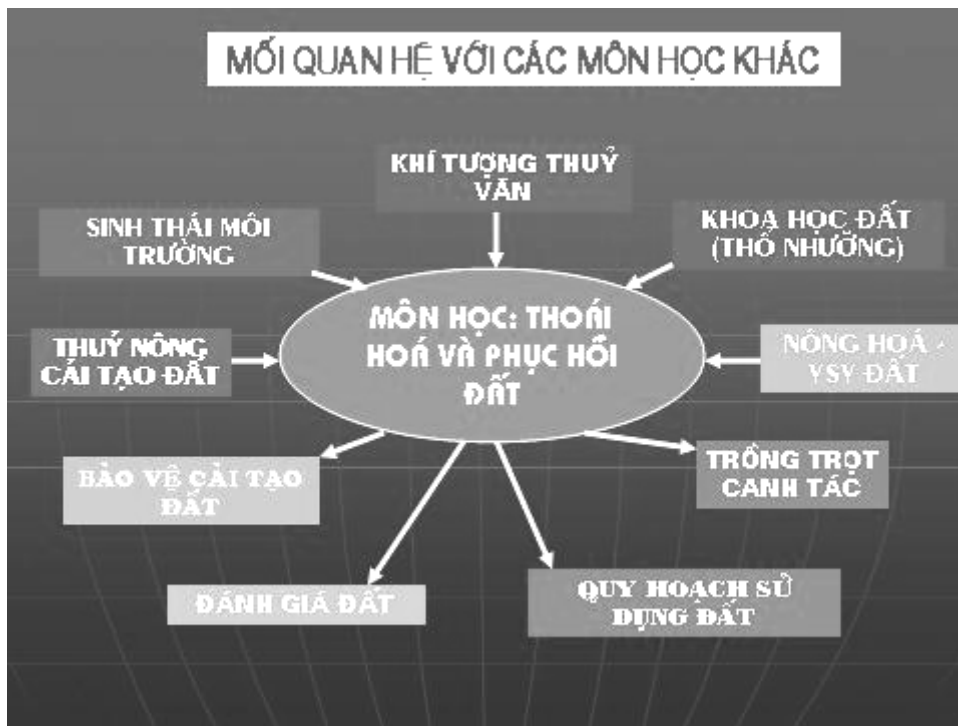 MỐI QUAN HỆ VỚI CÁC MÔN HỌC KHÁC
KHÍ TƯỢNG THUỶ
VĂN
SINH THÁI MÔI
TRƯỜNG
KHOA HỌC ĐẤT
(THỔ NHƯỠNG)
MÔN HỌC: THOÁI
HOÁ VÀ PHỤC HỒI
ĐẤT
THUỶ NÔNG
CẢI TẠO ĐẤT
NÔNG HOÁ -
VSV ĐẤT
BẢO VỆ CẢI TẠO
ĐẤT
TRỒNG TRỌT
CANH TÁC
ĐÁNH GIÁ ĐẤT
QUY HOẠCH SỬ
DỤNG ĐẤT